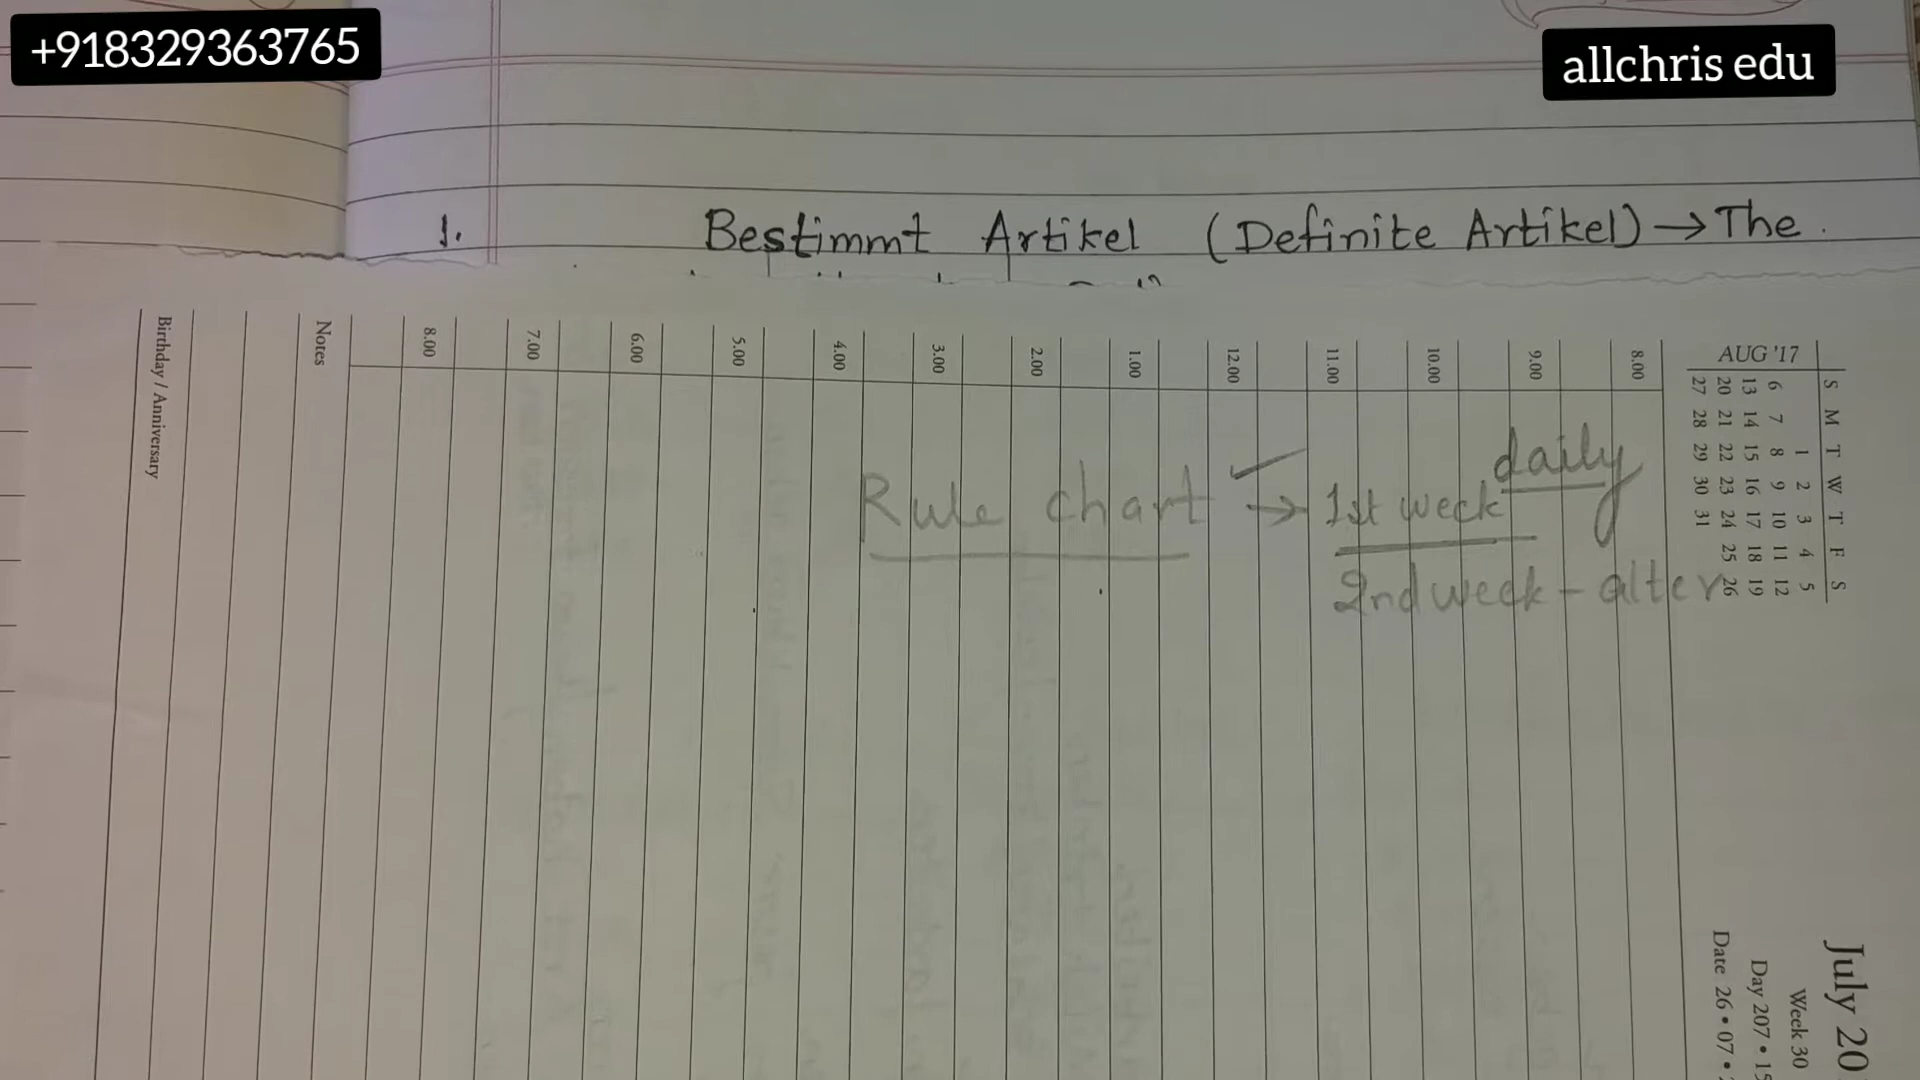 +918329363765
allchris edu
1. Bestimmt Artikel (Definite Artikel) → The
daily
Rule chart → 1st week
2nd week - alter
AUG '17
S M T W T F S
1 2 3 4 5
6 7 8 9 10 11 12
13 14 15 16 17 18 19
20 21 22 23 24 25 26
27 28 29 30 31
8.00
9.00
10.00
11.00
12.00
1.00
2.00
3.00
4.00
5.00
6.00
7.00
8.00
Notes
Birthday / Anniversary
July 20
Week 30
Day 207 • 15
Date 26 • 07 •